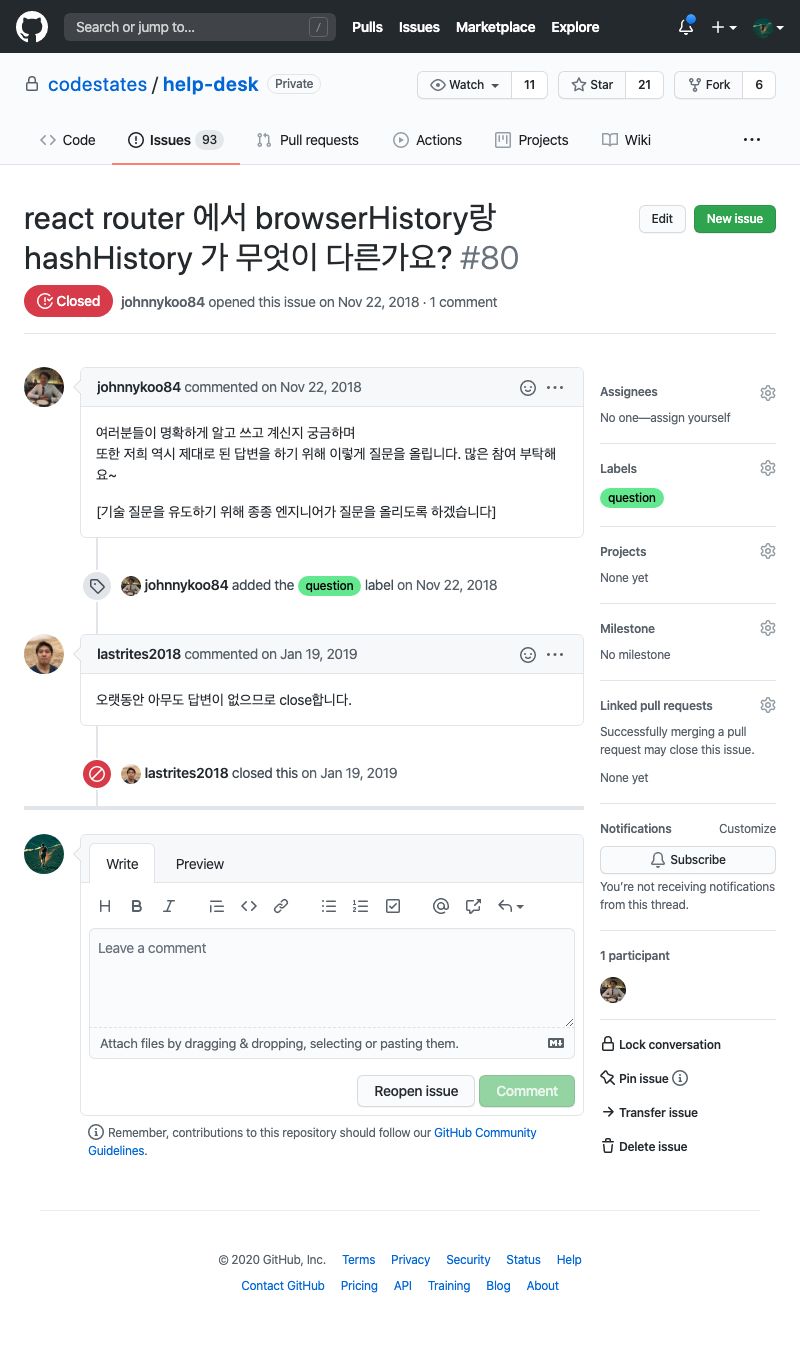 Search or jump to...
/
Pulls
Issues
Marketplace
Explore
codestates / help-desk
Private
Watch
11
Star
21
Fork
6
Code
Issues 93
Pull requests
Actions
Projects
Wiki
react router 에서 browserHistory랑
hashHistory 가 무엇이 다른가요? #80
Edit
New issue
Closed
johnnykoo84 opened this issue on Nov 22, 2018 · 1 comment
johnnykoo84 commented on Nov 22, 2018
여러분들이 명확하게 알고 쓰고 계신지 궁금하며
또한 저희 역시 제대로 된 답변을 하기 위해 이렇게 질문을 올립니다. 많은 참여 부탁해
요~
[기술 질문을 유도하기 위해 종종 엔지니어가 질문을 올리도록 하겠습니다]
johnnykoo84 added the question label on Nov 22, 2018
lastrites2018 commented on Jan 19, 2019
오랫동안 아무도 답변이 없으므로 close합니다.
lastrites2018 closed this on Jan 19, 2019
Write
Preview
H B I
Leave a comment
Attach files by dragging & dropping, selecting or pasting them.
Reopen issue
Comment
Remember, contributions to this repository should follow our GitHub Community
Guidelines.
Assignees
No one—assign yourself
Labels
question
Projects
None yet
Milestone
No milestone
Linked pull requests
Successfully merging a pull
request may close this issue.
None yet
Notifications
Customize
Subscribe
You're not receiving notifications
from this thread.
1 participant
Lock conversation
Pin issue
Transfer issue
Delete issue
© 2020 GitHub, Inc.
Terms
Privacy
Security
Status
Help
Contact GitHub
Pricing
API
Training
Blog
About